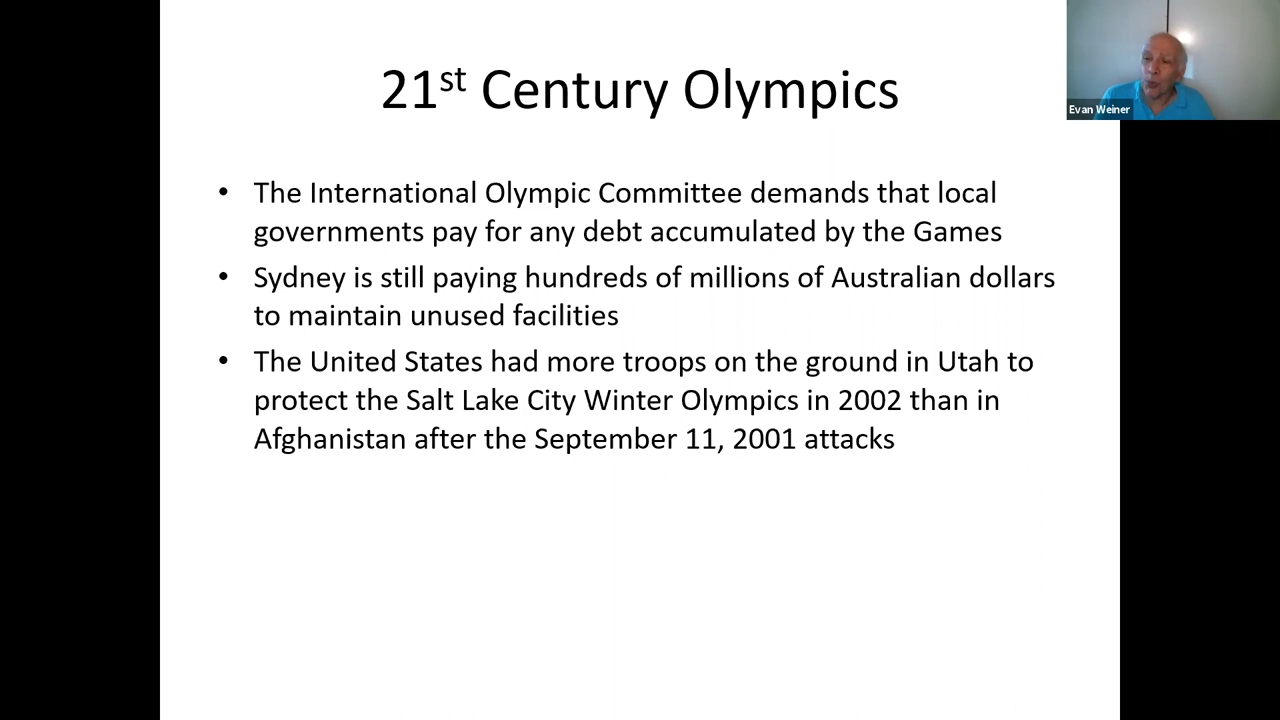 21st Century Olympics
Evan Weiner
• The International Olympic Committee demands that local
governments pay for any debt accumulated by the Games
• Sydney is still paying hundreds of millions of Australian dollars
to maintain unused facilities
• The United States had more troops on the ground in Utah to
protect the Salt Lake City Winter Olympics in 2002 than in
Afghanistan after the September 11, 2001 attacks